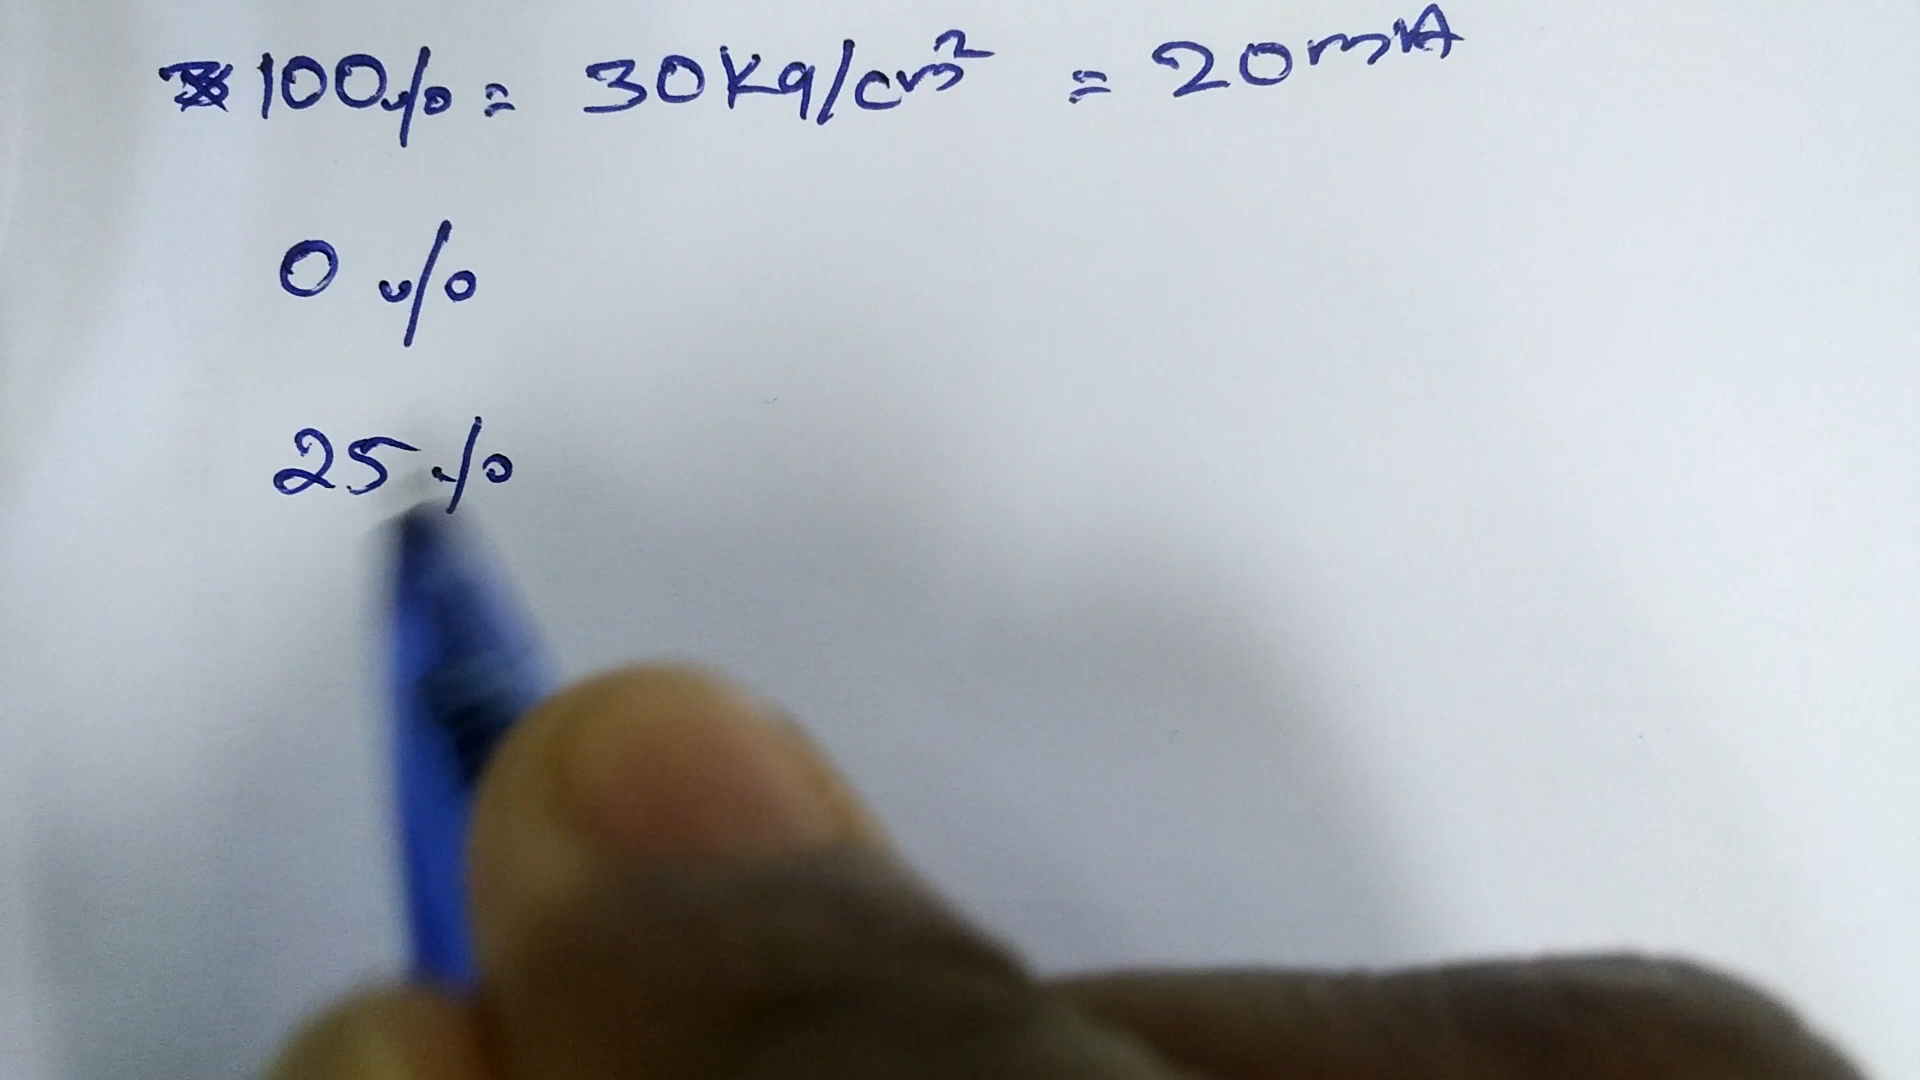 100% = 30Kg/cm² = 20mA
0%
25%